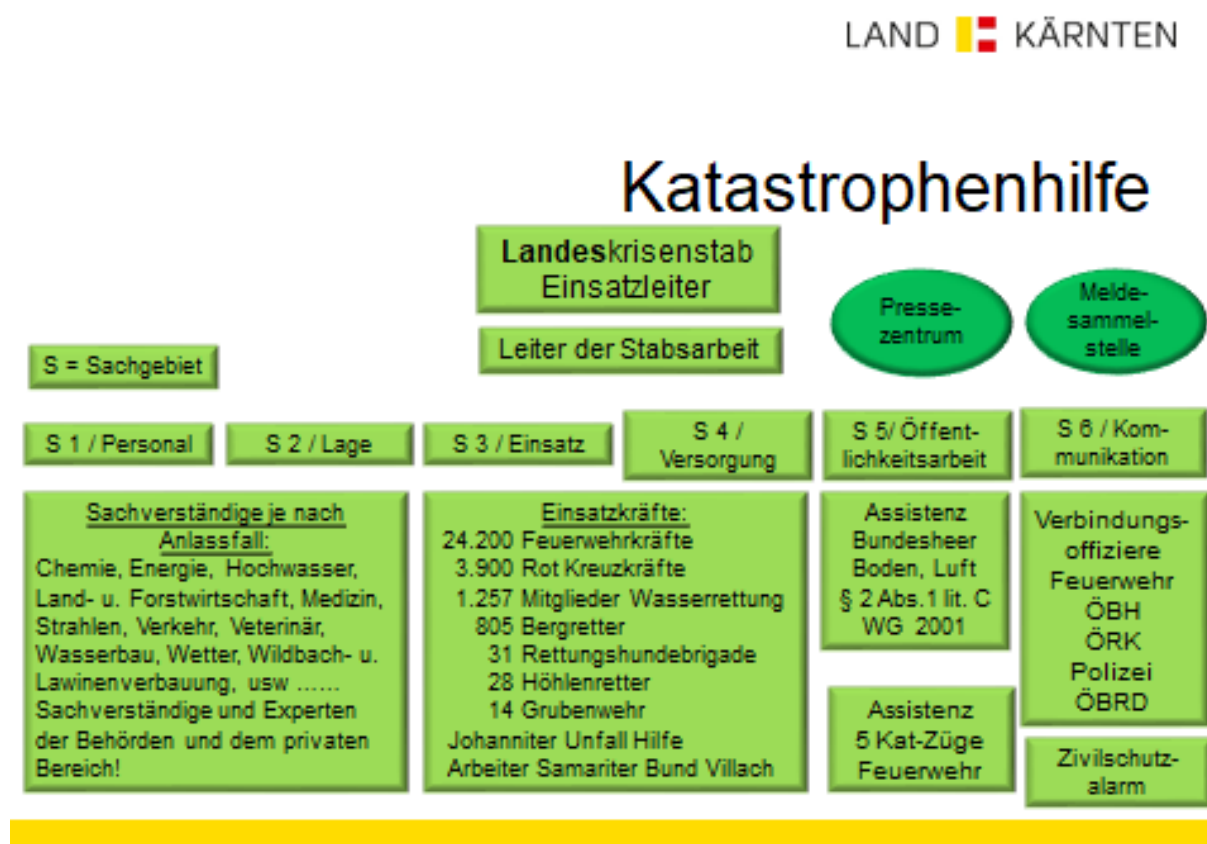 LAND KÄRNTEN
Katastrophenhilfe
Landeskrisenstab
Einsatzleiter
Leiter der Stabsarbeit
Presse-
zentrum
Melde-
sammel-
stelle
S = Sachgebiet
S 1 / Personal
S 2 / Lage
S 3 / Einsatz
S 4 /
Versorgung
S 5/ Öffent-
lichkeitsarbeit
S 6 / Kom-
munikation
Sachverständige je nach
Anlassfall:
Chemie, Energie, Hochwasser,
Land- u. Forstwirtschaft, Medizin,
Strahlen, Verkehr, Veterinär,
Wasserbau, Wetter, Wildbach- u.
Lawinenverbauung, usw ……
Sachverständige und Experten
der Behörden und dem privaten
Bereich!
Einsatzkräfte:
24.200 Feuerwehrkräfte
3.900 Rot Kreuzkräfte
1.257 Mitglieder Wasserrettung
805 Bergretter
31 Rettungshundebrigade
28 Höhlenretter
14 Grubenwehr
Johanniter Unfall Hilfe
Arbeiter Samariter Bund Villach
Assistenz
Bundesheer
Boden, Luft
§ 2 Abs.1 lit. C
WG 2001
Assistenz
5 Kat-Züge
Feuerwehr
Verbindungs-
offiziere
Feuerwehr
ÖBH
ÖRK
Polizei
ÖBRD
Zivilschutz-
alarm